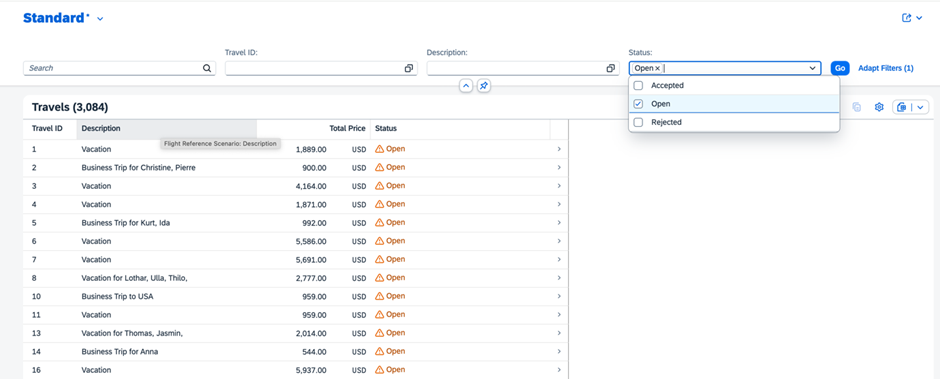 Standard*
Travel ID:
Description:
Status:
Search
Open ×
Go
Adapt Filters (1)
Accepted
Open
Rejected
Travels (3,084)
Travel ID Description Total Price Status
Flight Reference Scenario: Description
1 Vacation 1,889.00 USD Open
2 Business Trip for Christine, Pierre 900.00 USD Open
3 Vacation 4,164.00 USD Open
4 Vacation 1,871.00 USD Open
5 Business Trip for Kurt, Ida 992.00 USD Open
6 Vacation 5,586.00 USD Open
7 Vacation 5,691.00 USD Open
8 Vacation for Lothar, Ulla, Thilo, 2,777.00 USD Open
10 Business Trip to USA 959.00 USD Open
11 Vacation 959.00 USD Open
13 Vacation for Thomas, Jasmin, 2,014.00 USD Open
14 Business Trip for Anna 544.00 USD Open
16 Vacation 5,937.00 USD Open